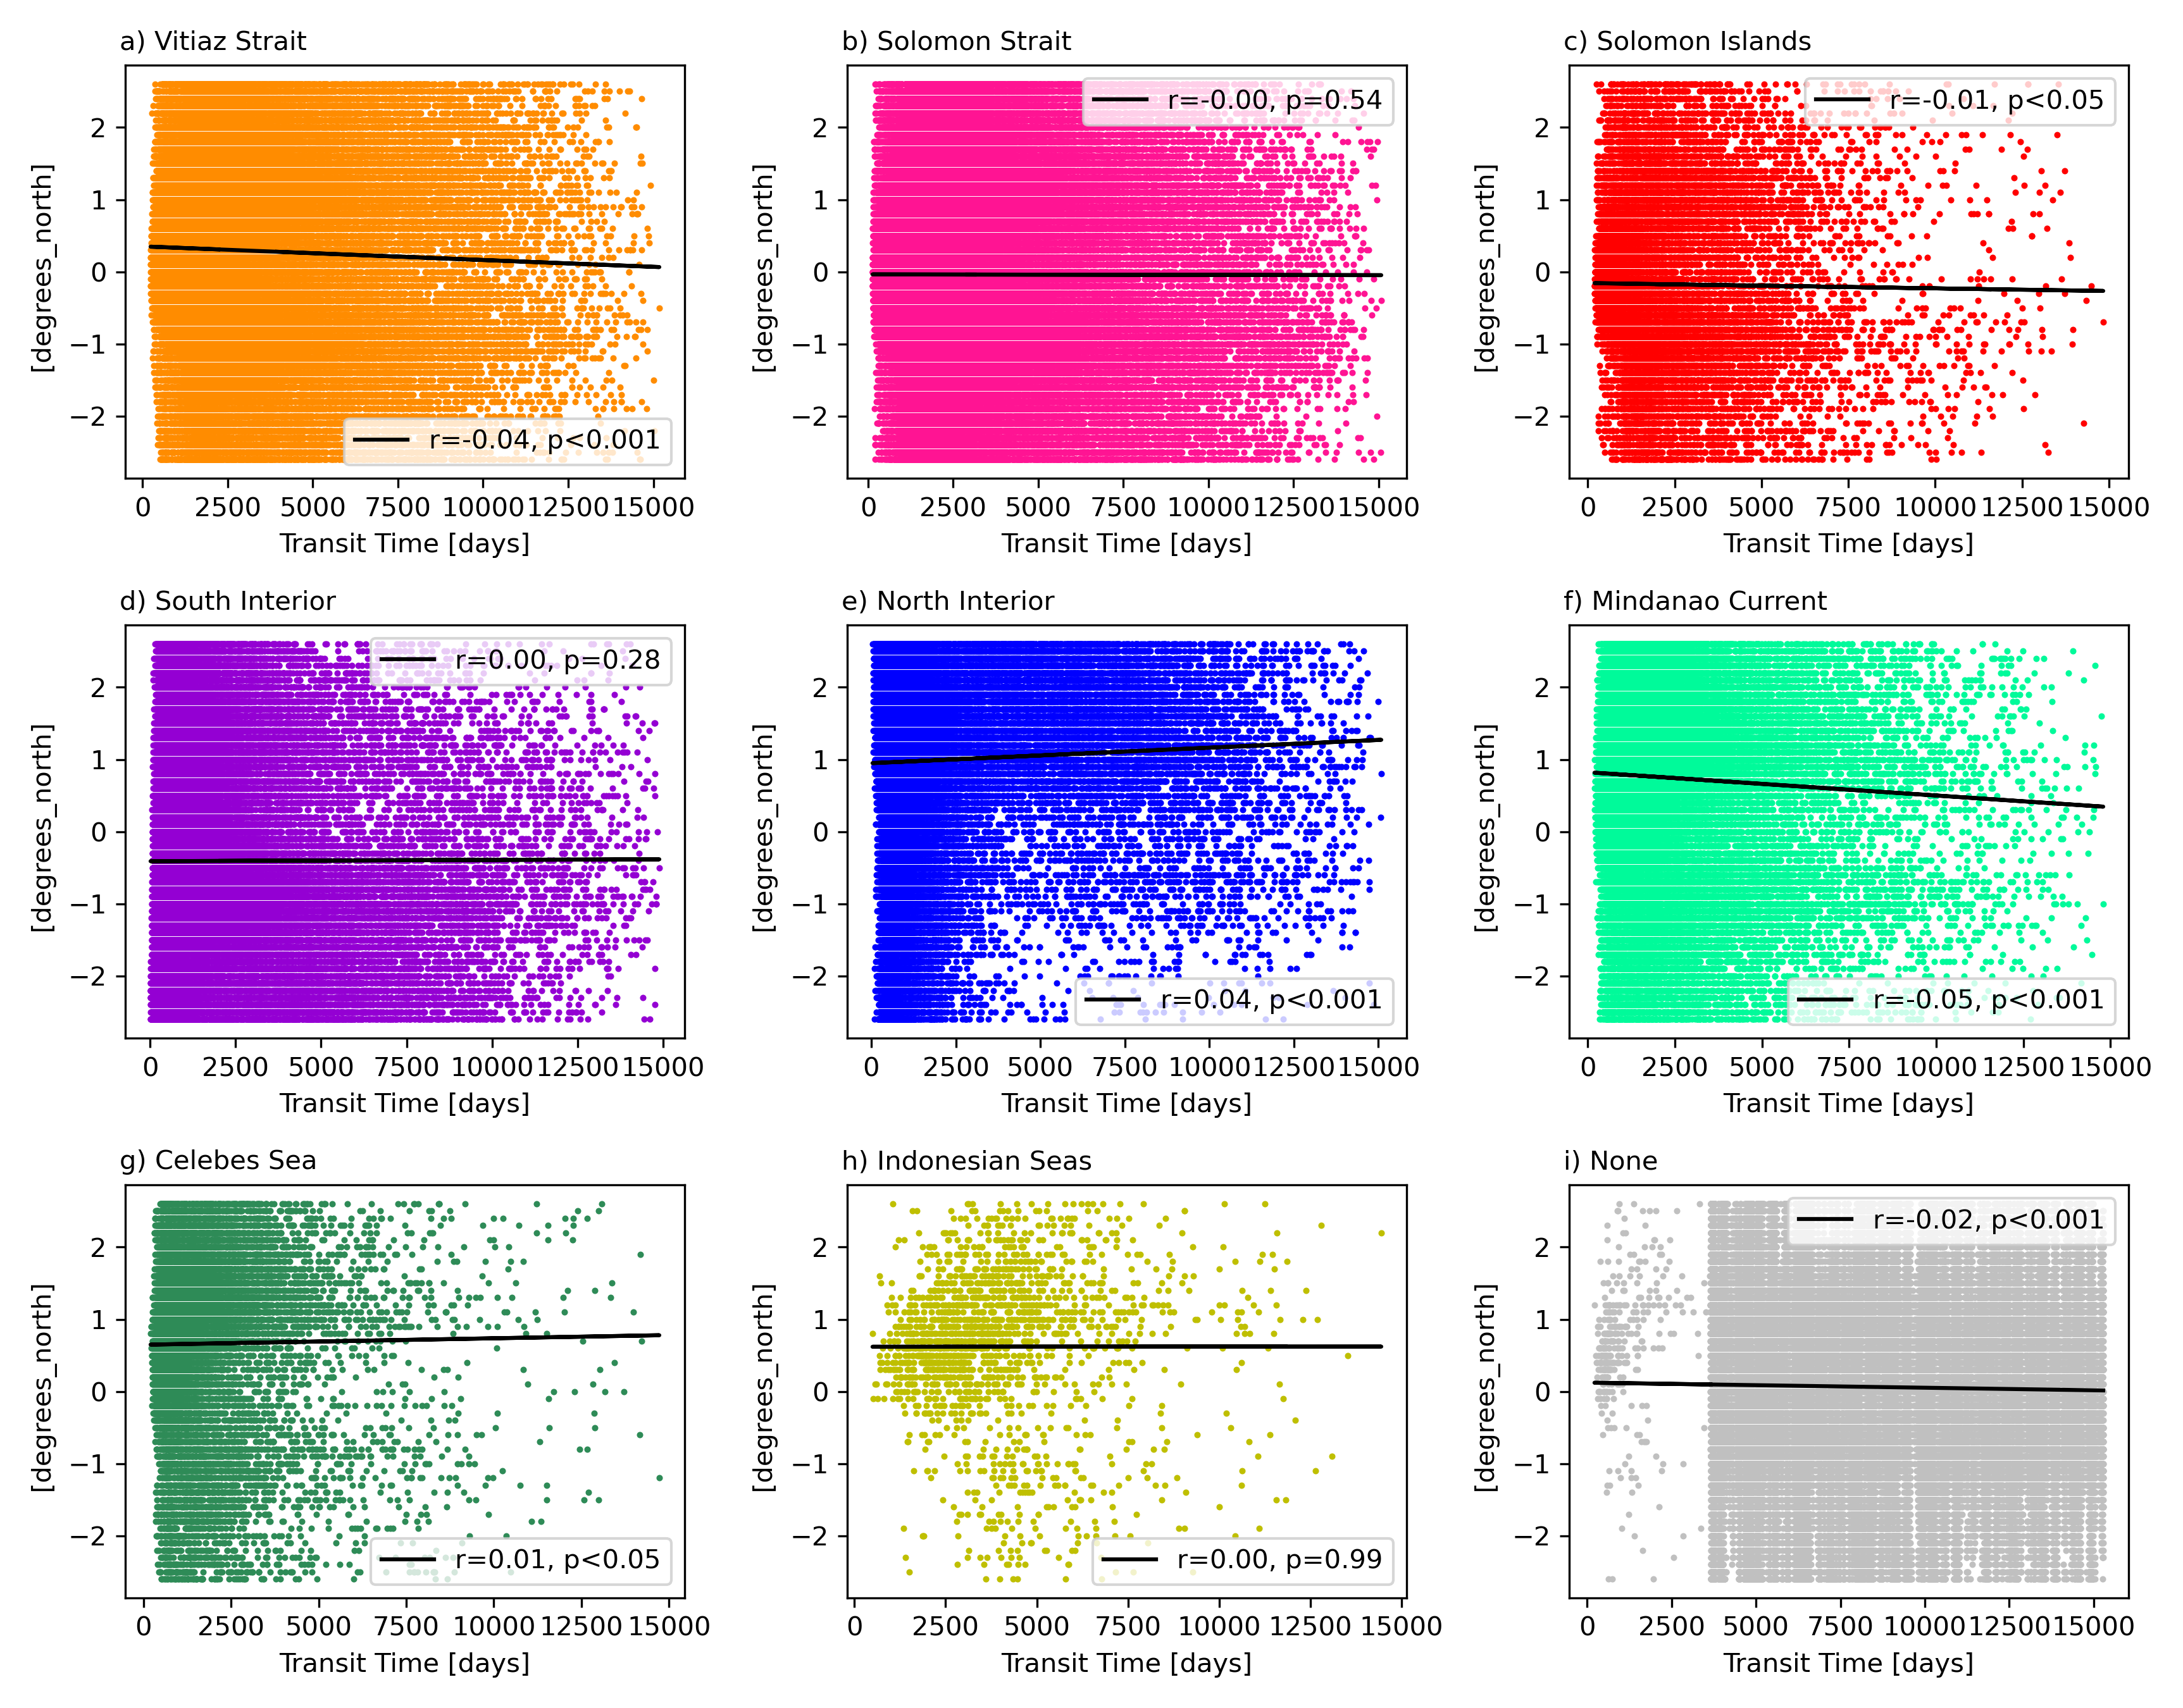 a) Vitiaz Strait
[degrees_north]
2
1
0
−1
−2
r=-0.04, p<0.001
0 2500 5000 7500 10000 12500 15000
Transit Time [days]
b) Solomon Strait
[degrees_north]
2
1
0
−1
−2
r=-0.00, p=0.54
0 2500 5000 7500 10000 12500 15000
Transit Time [days]
c) Solomon Islands
[degrees_north]
2
1
0
−1
−2
r=-0.01, p<0.05
0 2500 5000 7500 10000 12500 15000
Transit Time [days]
d) South Interior
[degrees_north]
2
1
0
−1
−2
r=0.00, p=0.28
0 2500 5000 7500 10000 12500 15000
Transit Time [days]
e) North Interior
[degrees_north]
2
1
0
−1
−2
r=0.04, p<0.001
0 2500 5000 7500 10000 12500 15000
Transit Time [days]
f) Mindanao Current
[degrees_north]
2
1
0
−1
−2
r=-0.05, p<0.001
0 2500 5000 7500 10000 12500 15000
Transit Time [days]
g) Celebes Sea
[degrees_north]
2
1
0
−1
−2
r=0.01, p<0.05
0 2500 5000 7500 10000 12500 15000
Transit Time [days]
h) Indonesian Seas
[degrees_north]
2
1
0
−1
−2
r=0.00, p=0.99
0 2500 5000 7500 10000 12500 15000
Transit Time [days]
i) None
[degrees_north]
2
1
0
−1
−2
r=-0.02, p<0.001
0 2500 5000 7500 10000 12500 15000
Transit Time [days]